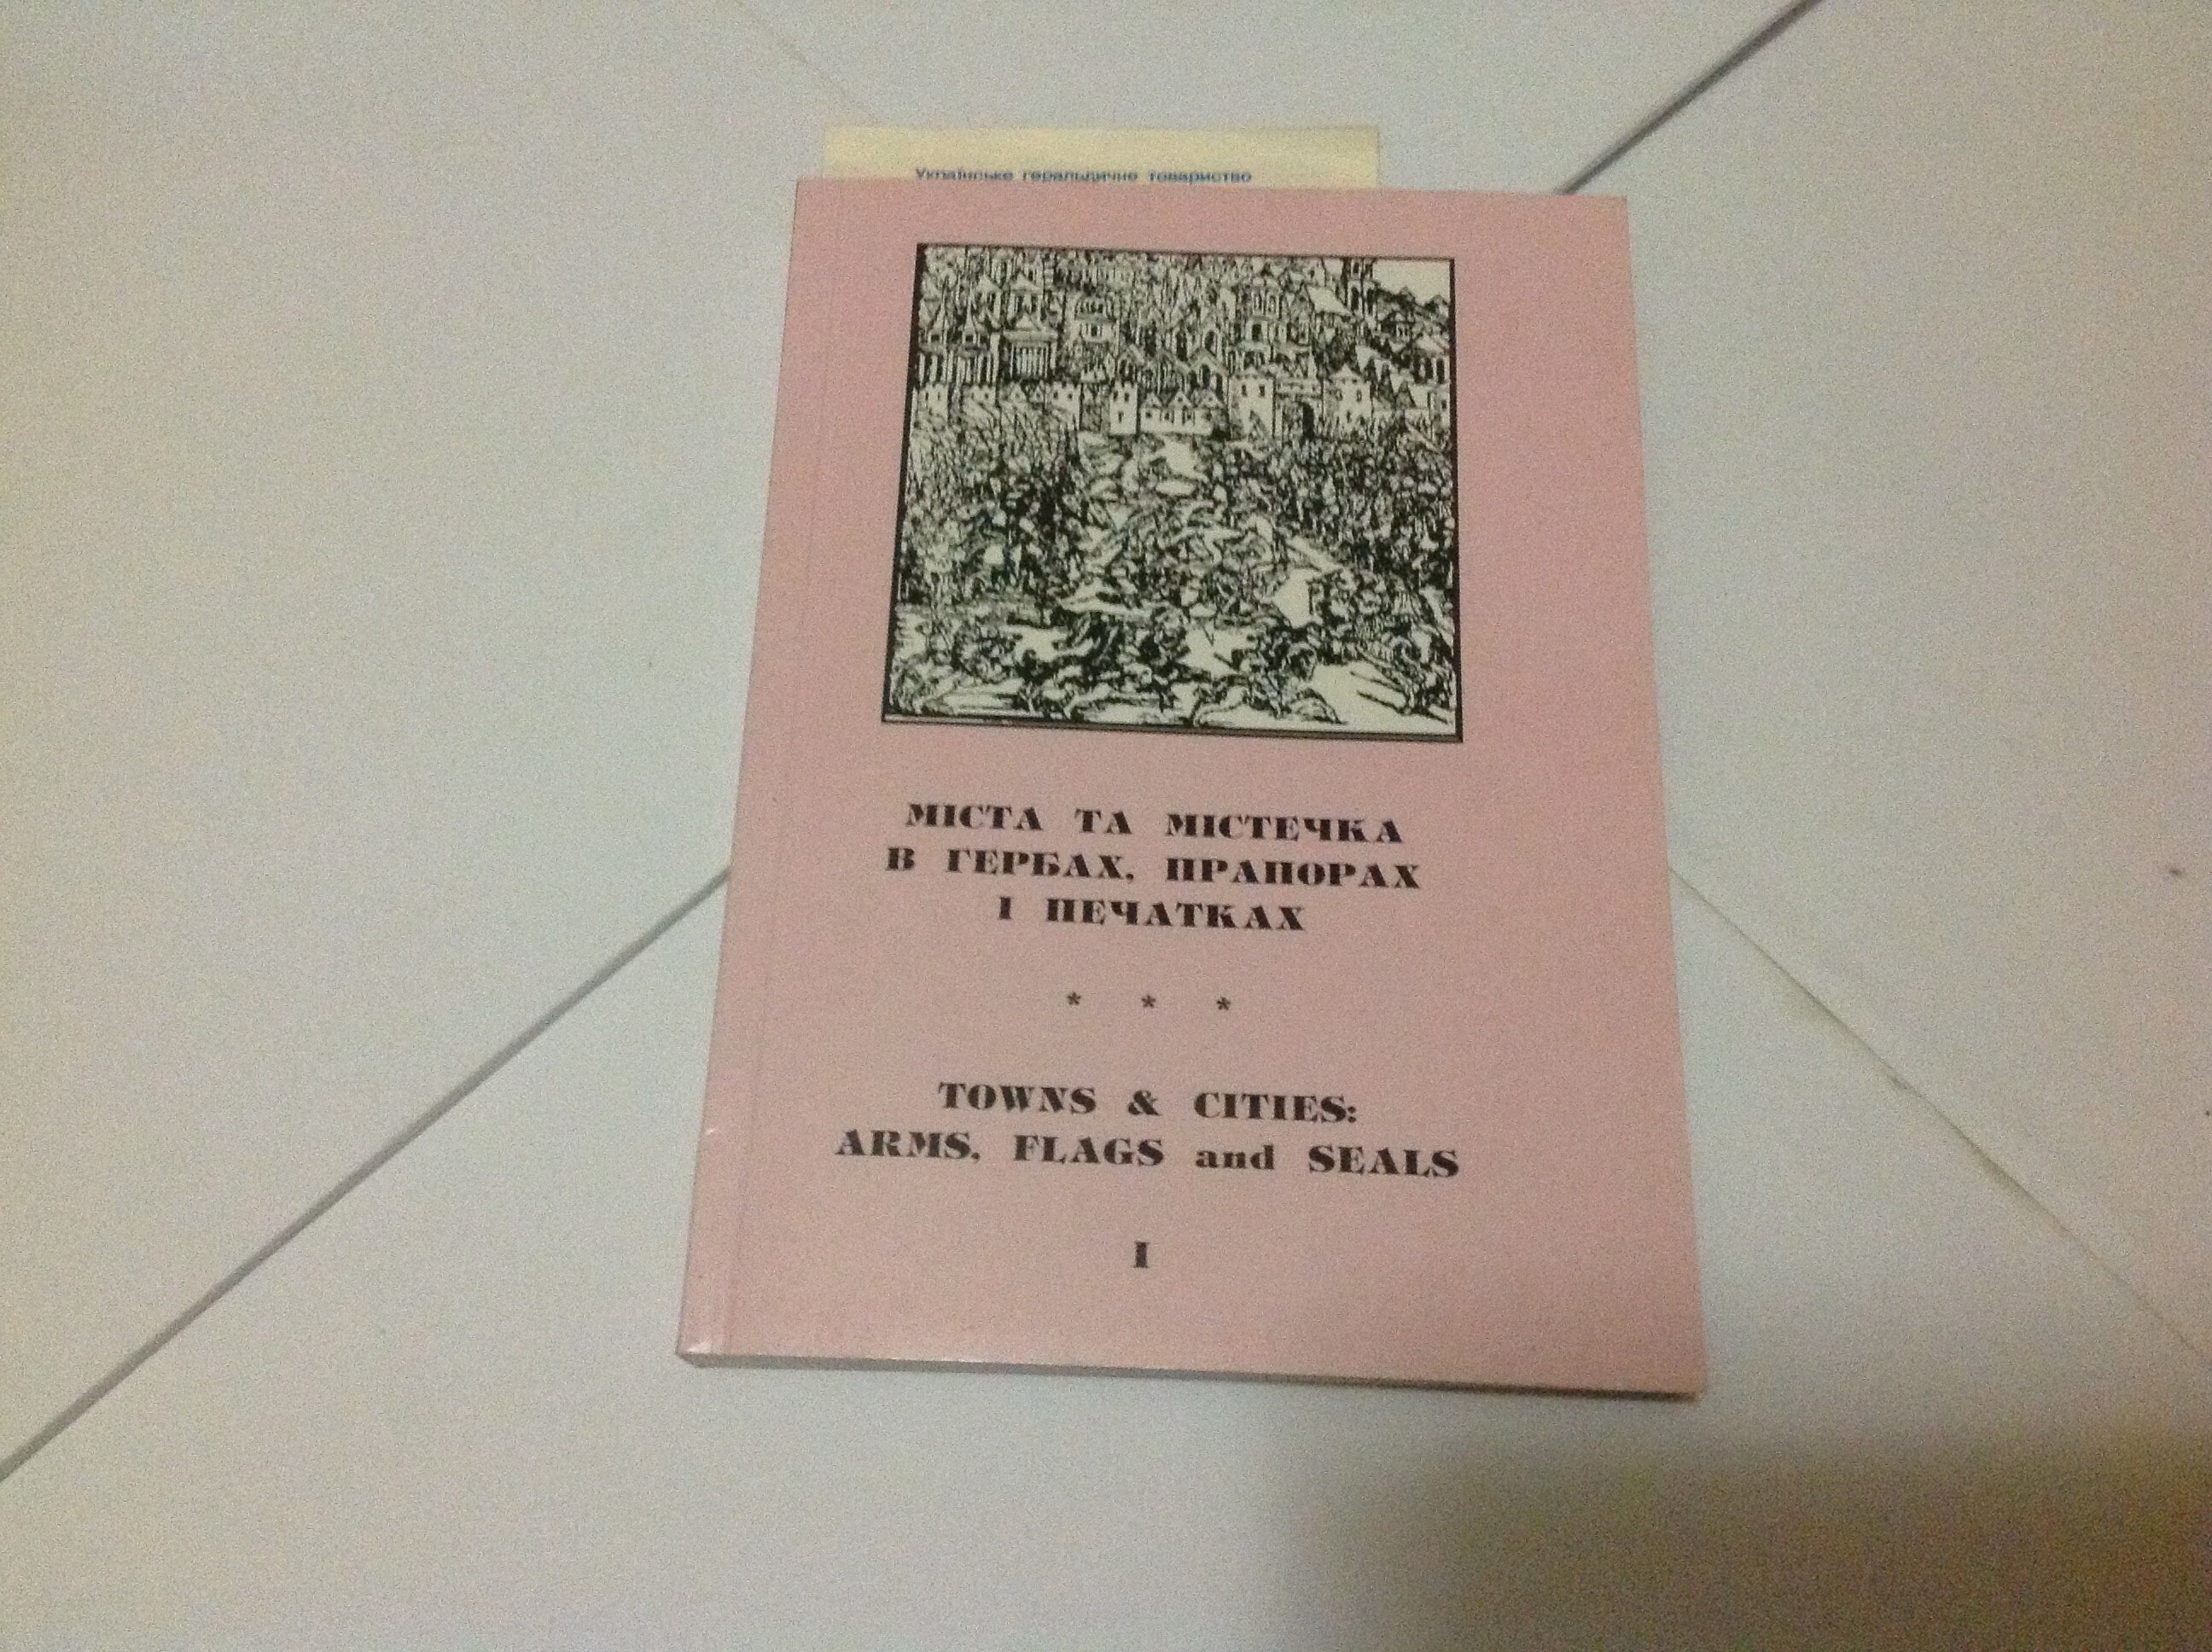 Українське геральдичне товариство
МІСТА ТА МІСТЕЧКА
В ГЕРБАХ, ПРАПОРАХ
І ПЕЧАТКАХ
* * *
TOWNS & CITIES:
ARMS, FLAGS and SEALS
I